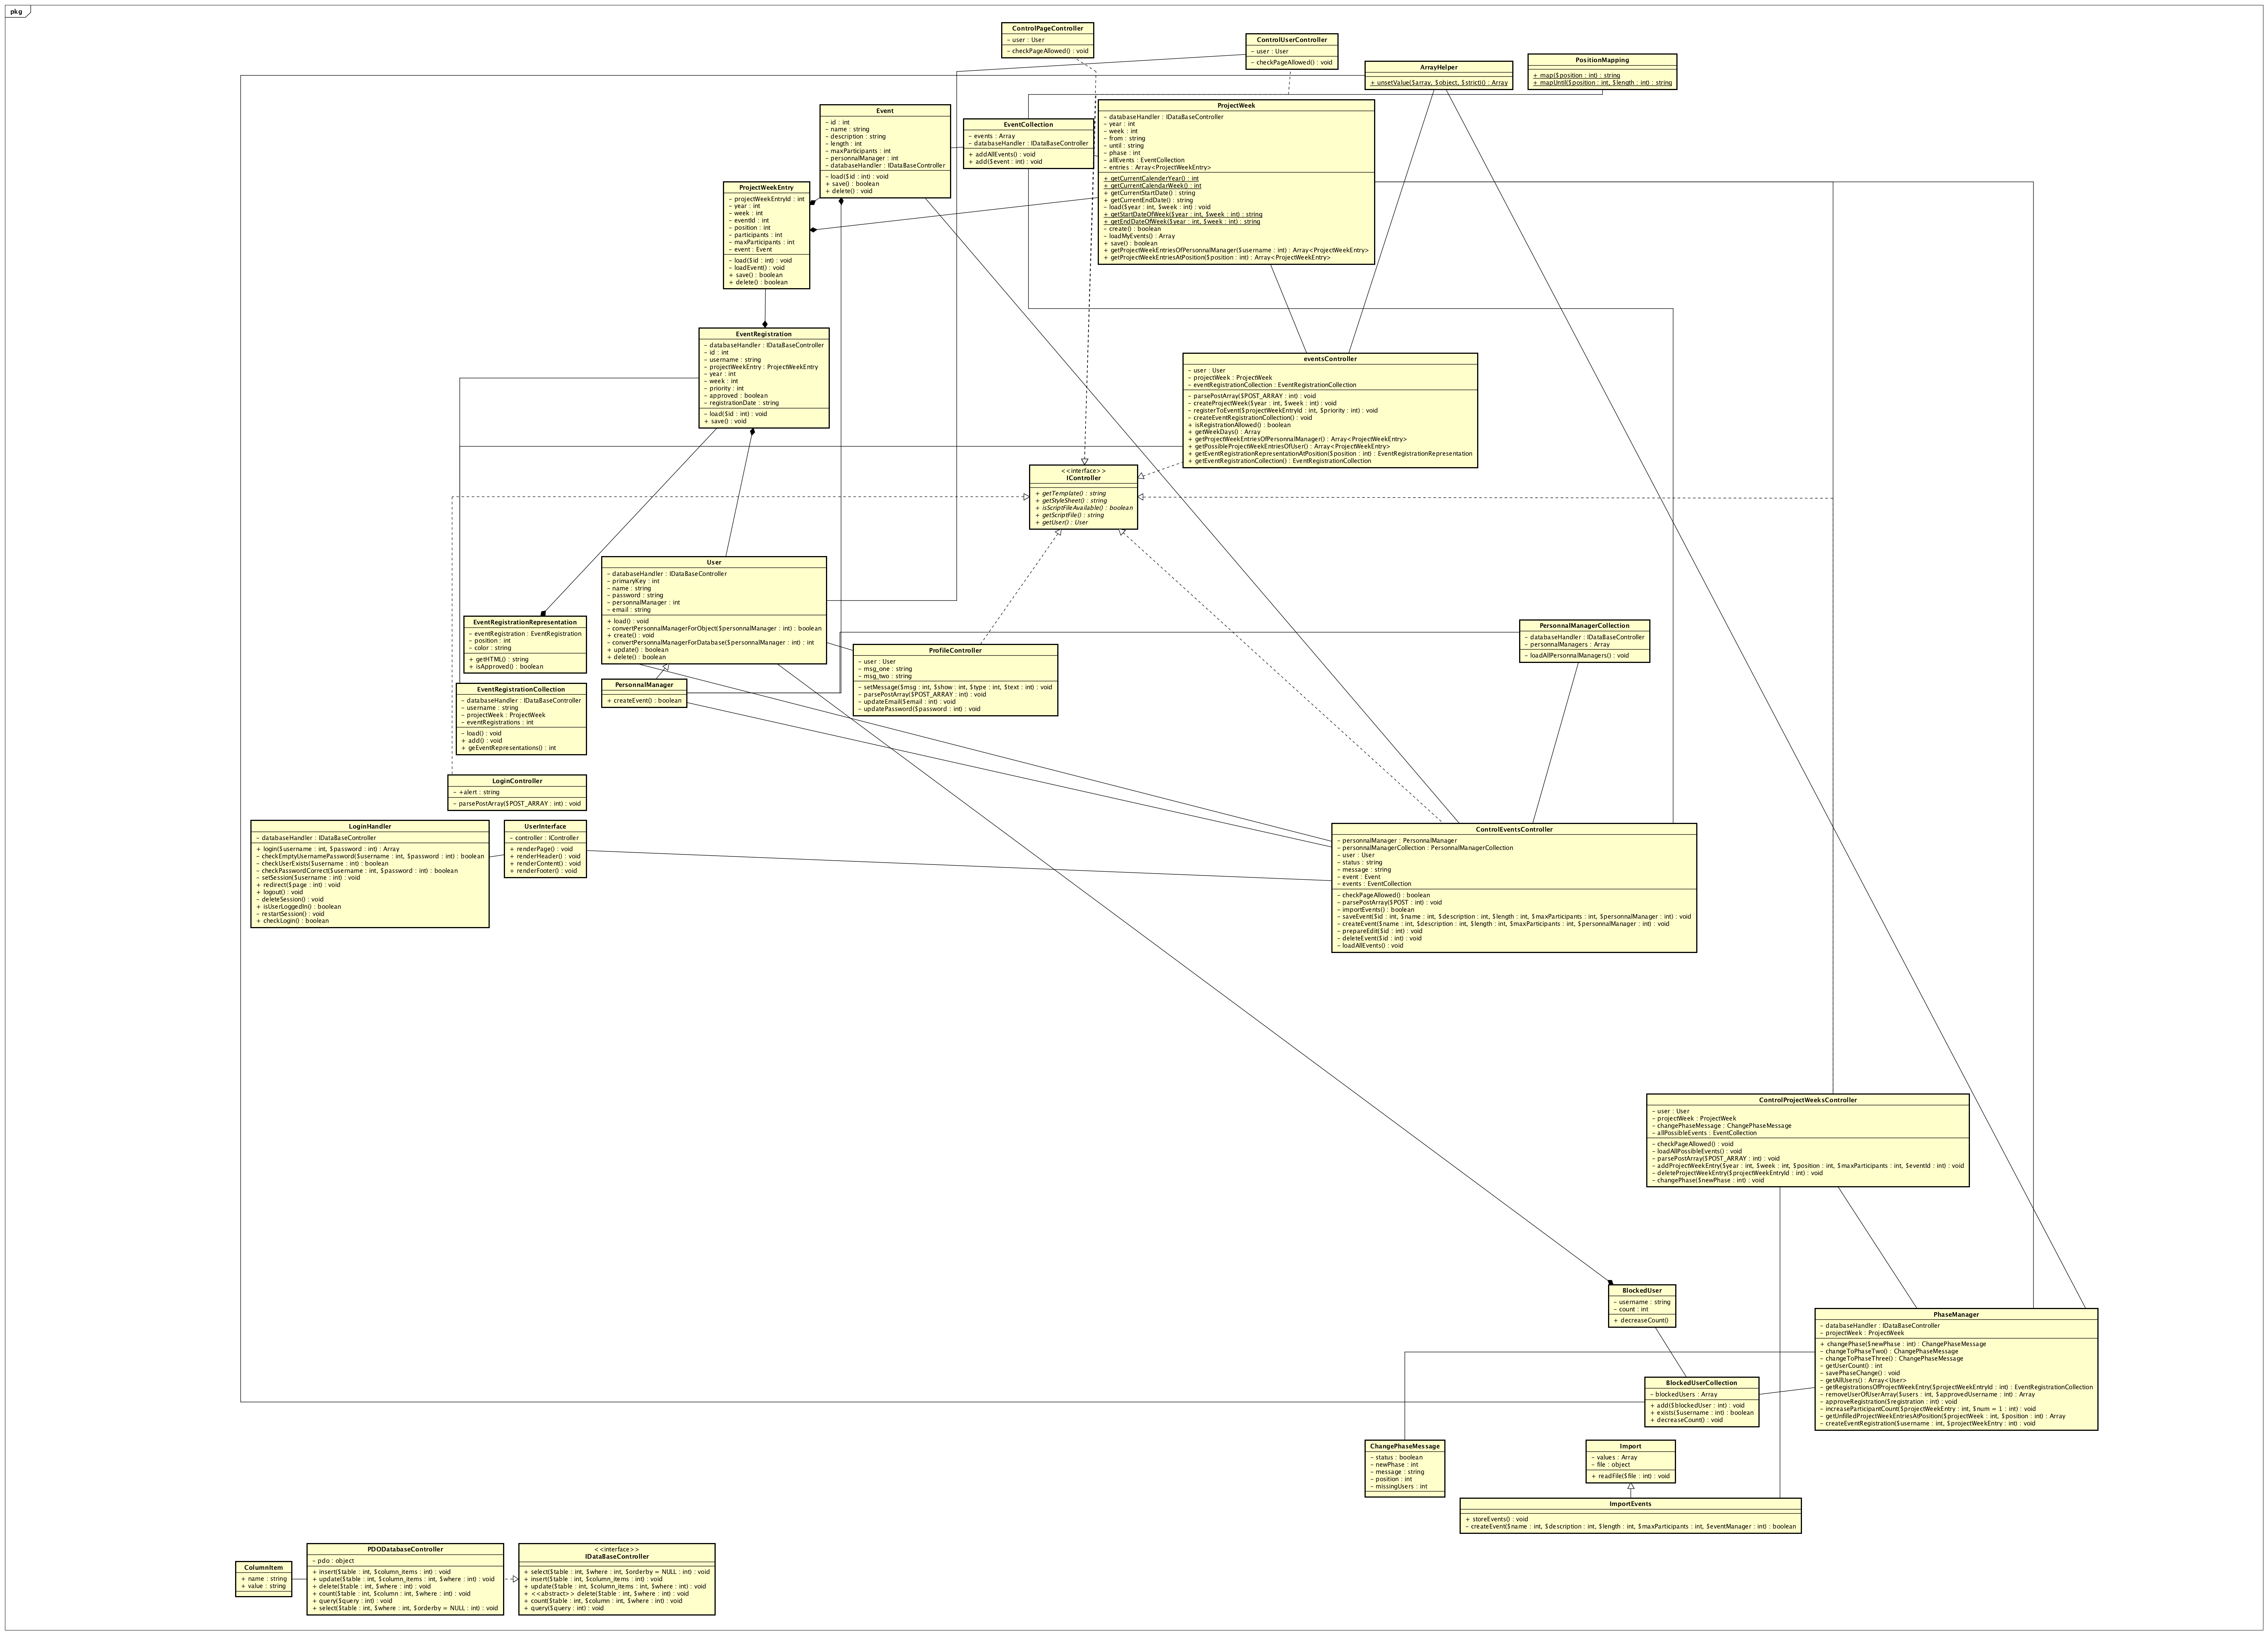 pkg
ControlPageController
– user : User
– checkPageAllowed() : void
ControlUserController
– user : User
– checkPageAllowed() : void
ArrayHelper
+ unsetValue($array, $object, $strict)() : Array
PositionMapping
+ map($position : int) : string
+ mapUntil($position : int, $length : int) : string
Event
– id : int
– name : string
– description : string
– length : int
– maxParticipants : int
– personnalManager : int
– databaseHandler : IDataBaseController
– load($id : int) : void
+ save() : boolean
+ delete() : void
EventCollection
– events : Array
– databaseHandler : IDataBaseController
+ addAllEvents() : void
+ add($event : int) : void
ProjectWeek
– databaseHandler : IDataBaseController
– year : int
– week : int
– from : string
– until : string
– phase : int
– allEvents : EventCollection
– entries : Array<ProjectWeekEntry>
+ getCurrentCalenderYear() : int
+ getCurrentCalendarWeek() : int
+ getCurrentStartDate() : string
+ getCurrentEndDate() : string
– load($year : int, $week : int) : void
+ getStartDateOfWeek($year : int, $week : int) : string
+ getEndDateOfWeek($year : int, $week : int) : string
– create() : boolean
– loadMyEvents() : Array
+ save() : boolean
+ getProjectWeekEntriesOfPersonnalManager($username : int) : Array<ProjectWeekEntry>
+ getProjectWeekEntriesAtPosition($position : int) : Array<ProjectWeekEntry>
ProjectWeekEntry
– projectWeekEntryId : int
– year : int
– week : int
– eventId : int
– position : int
– participants : int
– maxParticipants : int
– event : Event
– load($id : int) : void
– loadEvent() : void
+ save() : boolean
+ delete() : boolean
EventRegistration
– databaseHandler : IDataBaseController
– id : int
– username : string
– projectWeekEntry : ProjectWeekEntry
– year : int
– week : int
– priority : int
– approved : boolean
– registrationDate : string
– load($id : int) : void
+ save() : void
eventsController
– user : User
– projectWeek : ProjectWeek
– eventRegistrationCollection : EventRegistrationCollection
– parsePostArray($POST_ARRAY : int) : void
– createProjectWeek($year : int, $week : int) : void
– registerToEvent($projectWeekEntryId : int, $priority : int) : void
– createEventRegistrationCollection() : void
+ isRegistrationAllowed() : boolean
+ getWeekDays() : Array
+ getProjectWeekEntriesOfPersonnalManager() : Array<ProjectWeekEntry>
+ getPossibleProjectWeekEntriesOfUser() : Array<ProjectWeekEntry>
+ getEventRegistrationRepresentationAtPosition($position : int) : EventRegistrationRepresentation
+ getEventRegistrationCollection() : EventRegistrationCollection
<<interface>>
IController
+ getTemplate() : string
+ getStyleSheet() : string
+ isScriptFileAvailable() : boolean
+ getScriptFile() : string
+ getUser() : User
User
– databaseHandler : IDataBaseController
– primaryKey : int
– name : string
– password : string
– personnalManager : int
– email : string
+ load() : void
– convertPersonnalManagerForObject($personnalManager : int) : boolean
+ create() : void
– convertPersonnalManagerForDatabase($personnalManager : int) : int
+ update() : boolean
+ delete() : boolean
EventRegistrationRepresentation
– eventRegistration : EventRegistration
– position : int
– color : string
+ getHTML() : string
+ isApproved() : boolean
ProfileController
– user : User
– msg_one : string
– msg_two : string
– setMessage($msg : int, $show : int, $type : int, $text : int) : void
– parsePostArray($POST_ARRAY : int) : void
– updateEmail($email : int) : void
– updatePassword($password : int) : void
PersonnalManagerCollection
– databaseHandler : IDataBaseController
– personnalManagers : Array
– loadAllPersonnalManagers() : void
PersonnalManager
+ createEvent() : boolean
EventRegistrationCollection
– databaseHandler : IDataBaseController
– username : string
– projectWeek : ProjectWeek
– eventRegistrations : int
– load() : void
+ add() : void
+ geEventRepresentations() : int
LoginController
– +alert : string
– parsePostArray($POST_ARRAY : int) : void
LoginHandler
– databaseHandler : IDataBaseController
+ login($username : int, $password : int) : Array
– checkEmptyUsernamePassword($username : int, $password : int) : boolean
– checkUserExists($username : int) : boolean
– checkPasswordCorrect($username : int, $password : int) : boolean
– setSession($username : int) : void
+ redirect($page : int) : void
+ logout() : void
– deleteSession() : void
+ isUserLoggedIn() : boolean
– restartSession() : void
+ checkLogin() : boolean
UserInterface
– controller : IController
+ renderPage() : void
+ renderHeader() : void
+ renderContent() : void
+ renderFooter() : void
ControlEventsController
– personnalManager : PersonnalManager
– personnalManagerCollection : PersonnalManagerCollection
– user : User
– status : string
– message : string
– event : Event
– events : EventCollection
– checkPageAllowed() : boolean
– parsePostArray($POST : int) : void
– importEvents() : boolean
– saveEvent($id : int, $name : int, $description : int, $length : int, $maxParticipants : int, $personnalManager : int) : void
– createEvent($name : int, $description : int, $length : int, $maxParticipants : int, $personnalManager : int) : void
– prepareEdit($id : int) : void
– deleteEvent($id : int) : void
– loadAllEvents() : void
ControlProjectWeeksController
– user : User
– projectWeek : ProjectWeek
– changePhaseMessage : ChangePhaseMessage
– allPossibleEvents : EventCollection
– checkPageAllowed() : void
– loadAllPossibleEvents() : void
– parsePostArray($POST_ARRAY : int) : void
– addProjectWeekEntry($year : int, $week : int, $position : int, $maxParticipants : int, $eventId : int) : void
– deleteProjectWeekEntry($projectWeekEntryId : int) : void
– changePhase($newPhase : int) : void
BlockedUser
– username : string
– count : int
+ decreaseCount()
PhaseManager
– databaseHandler : IDataBaseController
– projectWeek : ProjectWeek
+ changePhase($newPhase : int) : ChangePhaseMessage
– changeToPhaseTwo() : ChangePhaseMessage
– changeToPhaseThree() : ChangePhaseMessage
– getUserCount() : int
– savePhaseChange() : void
– getAllUsers() : Array<User>
– getRegistrationsOfProjectWeekEntry($projectWeekEntryId : int) : EventRegistrationCollection
– removeUserOfUserArray($users : int, $approvedUsername : int) : Array
– approveRegistration($registration : int) : void
– increaseParticipantCount($projectWeekEntry : int, $num = 1 : int) : void
– getUnfilledProjectWeekEntriesAtPosition($projectWeek : int, $position : int) : Array
– createEventRegistration($username : int, $projectWeekEntry : int) : void
BlockedUserCollection
– blockedUsers : Array
+ add($blockedUser : int) : void
+ exists($username : int) : boolean
+ decreaseCount() : void
ChangePhaseMessage
– status : boolean
– newPhase : int
– message : string
– position : int
– missingUsers : int
Import
– values : Array
– file : object
+ readFile($file : int) : void
ImportEvents
+ storeEvents() : void
– createEvent($name : int, $description : int, $length : int, $maxParticipants : int, $eventManager : int) : boolean
ColumnItem
+ name : string
+ value : string
PDODatabaseController
– pdo : object
+ insert($table : int, $column_items : int) : void
+ update($table : int, $column_items : int, $where : int) : void
+ delete($table : int, $where : int) : void
+ count($table : int, $column : int, $where : int) : void
+ query($query : int) : void
+ select($table : int, $where : int, $orderby = NULL : int) : void
<<interface>>
IDataBaseController
+ select($table : int, $where : int, $orderby = NULL : int) : void
+ insert($table : int, $column_items : int) : void
+ update($table : int, $column_items : int, $where : int) : void
+ <<abstract>> delete($table : int, $where : int) : void
+ count($table : int, $column : int, $where : int) : void
+ query($query : int) : void